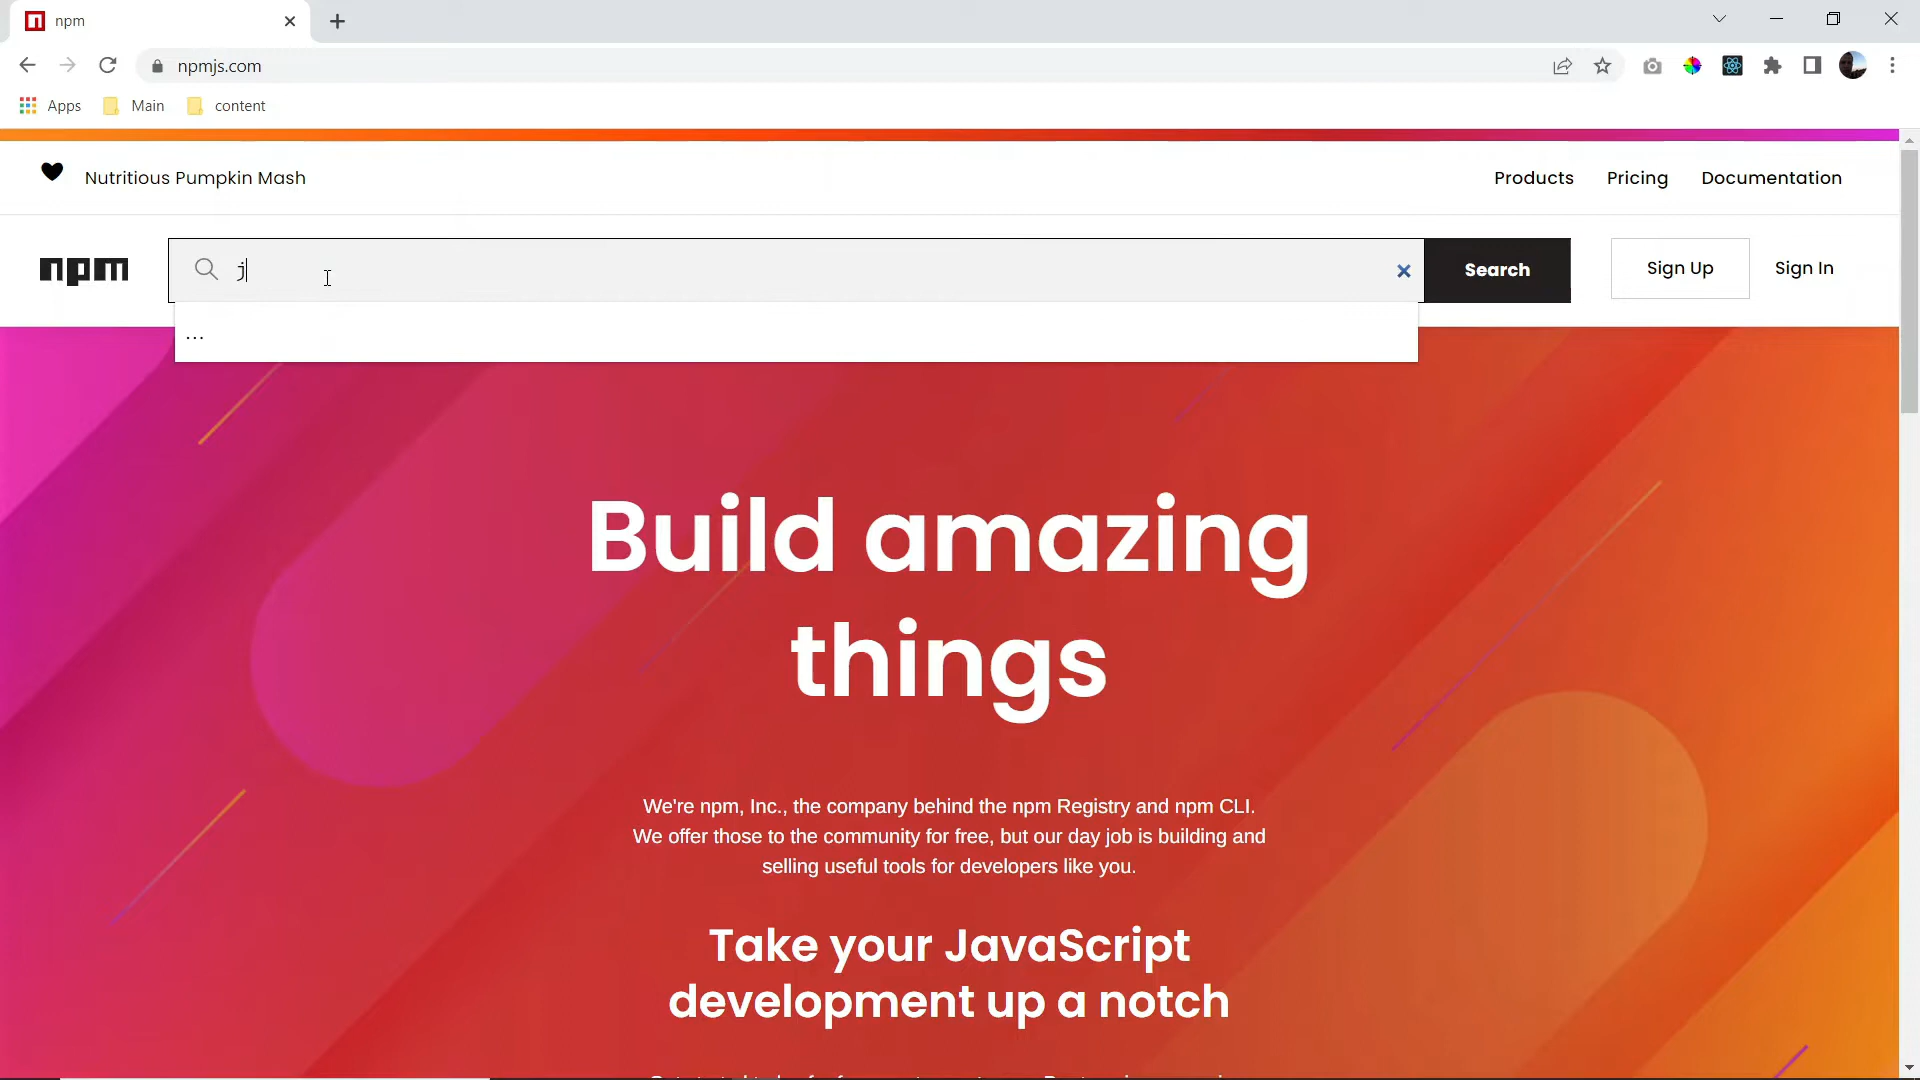 npm
npmjs.com
Apps Main content
Nutritious Pumpkin Mash
Products Pricing Documentation
npm
j
Search
Sign Up
Sign In
...
Build amazing
things
We're npm, Inc., the company behind the npm Registry and npm CLI.
We offer those to the community for free, but our day job is building and
selling useful tools for developers like you.
Take your JavaScript
development up a notch